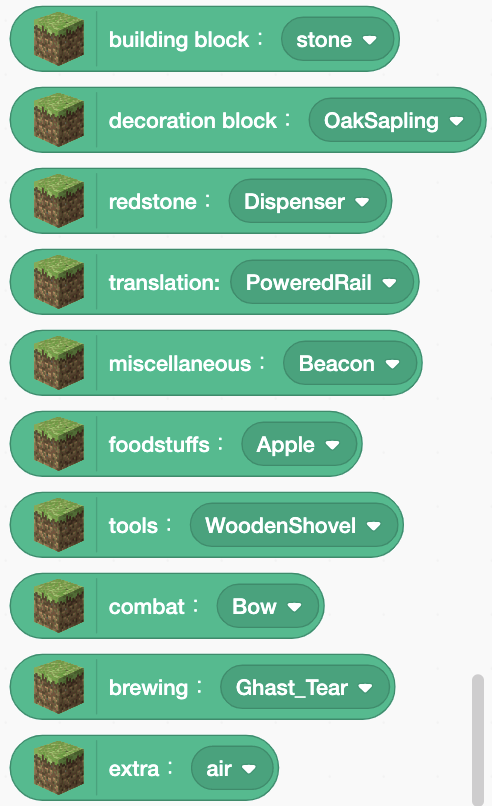 building block： stone
decoration block： OakSapling
redstone： Dispenser
translation: PoweredRail
miscellaneous： Beacon
foodstuffs： Apple
tools： WoodenShovel
combat： Bow
brewing： Ghast_Tear
extra： air